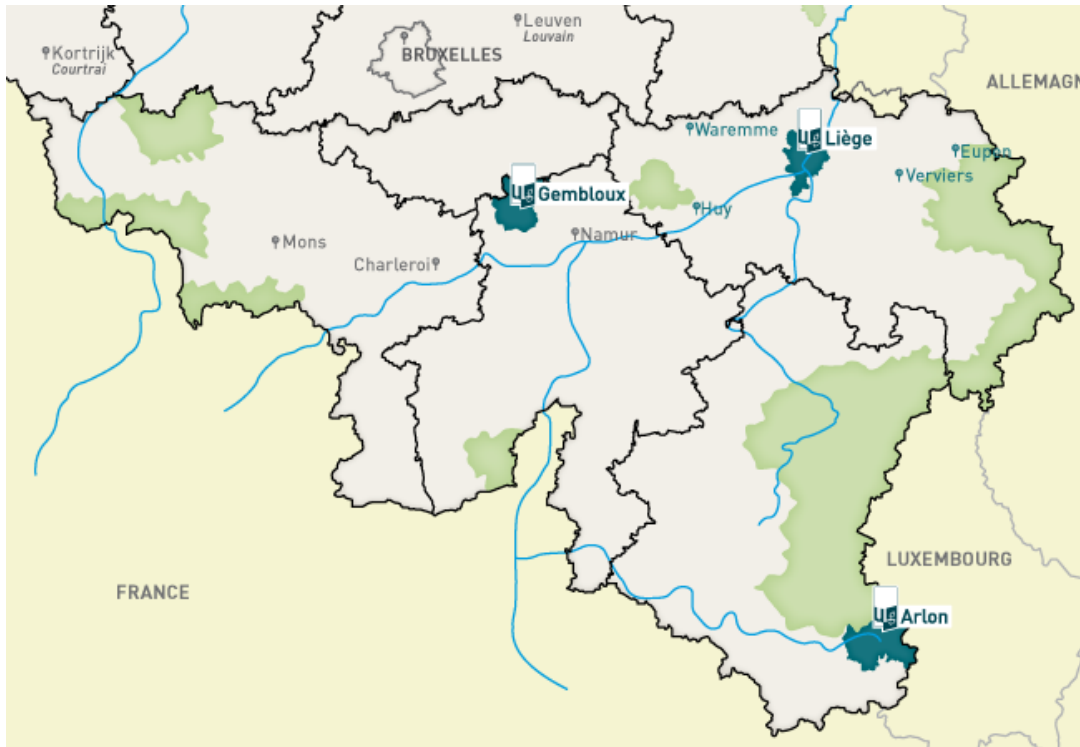 Leuven
Louvain
Kortrijk
Courtrai
BRUXELLES
ALLEMAGN
Waremme
Liège
Eupen
Verviers
Gembloux
Huy
Namur
Mons
Charleroi
LUXEMBOURG
FRANCE
Arlon